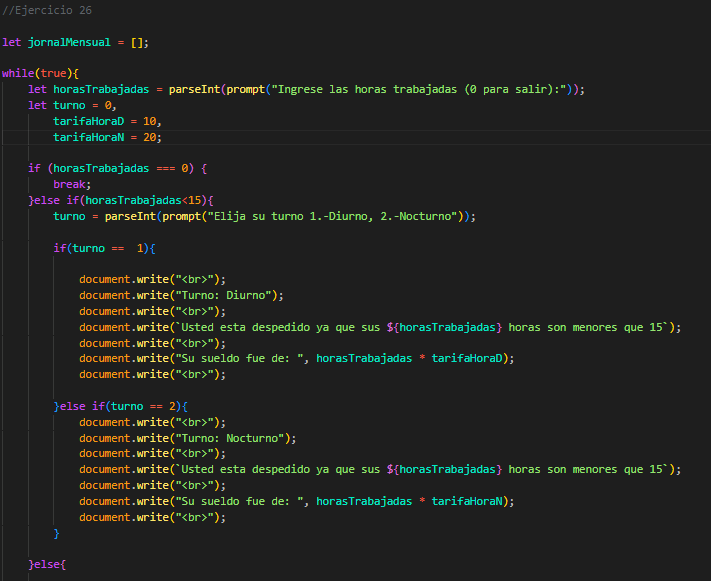 //Ejercicio 26
let jornalMensual = [];
while(true){
let horasTrabajadas = parseInt(prompt("Ingrese las horas trabajadas (0 para salir):"));
let turno = 0,
tarifaHoraD = 10,
tarifaHoraN = 20;
if (horasTrabajadas === 0) {
break;
}else if(horasTrabajadas<15){
turno = parseInt(prompt("Elija su turno 1.-Diurno, 2.-Nocturno"));
if(turno ==  1){
document.write("<br>");
document.write("Turno: Diurno");
document.write("<br>");
document.write(`Usted esta despedido ya que sus ${horasTrabajadas} horas son menores que 15`);
document.write("<br>");
document.write("Su sueldo fue de: ", horasTrabajadas * tarifaHoraD);
document.write("<br>");
}else if(turno == 2){
document.write("<br>");
document.write("Turno: Nocturno");
document.write("<br>");
document.write(`Usted esta despedido ya que sus ${horasTrabajadas} horas son menores que 15`);
document.write("<br>");
document.write("Su sueldo fue de: ", horasTrabajadas * tarifaHoraN);
document.write("<br>");
}
}else{